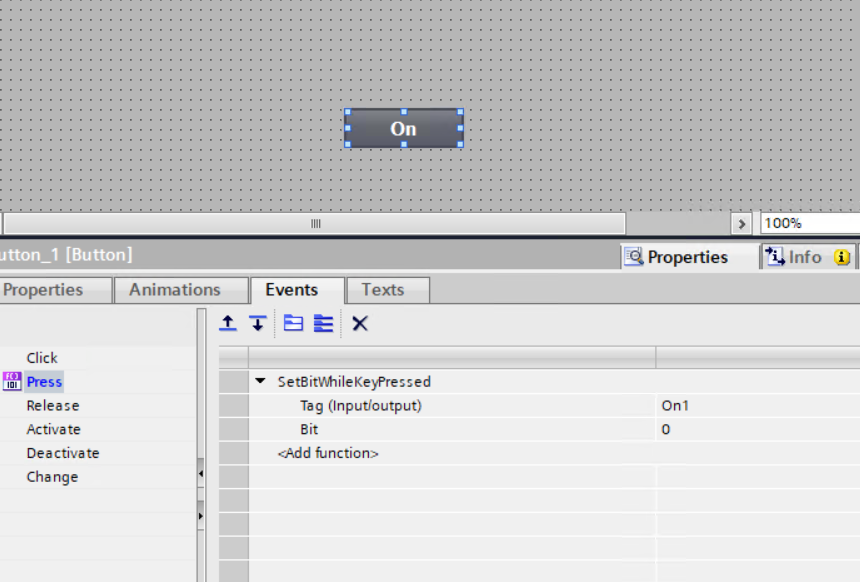 On
100%
utton_1 [Button]
Properties
Info
Properties
Animations
Events
Texts
Click
Press
Release
Activate
Deactivate
Change
SetBitWhileKeyPressed
Tag (Input/output) On1
Bit 0
<Add function>